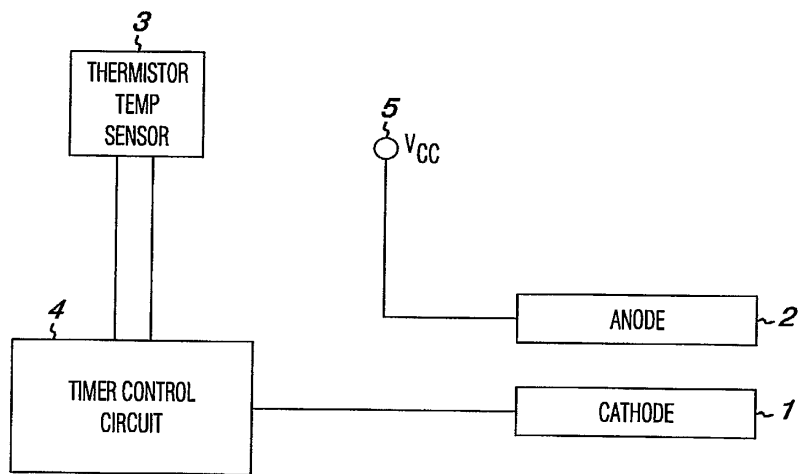 3
THERMISTOR
TEMP
SENSOR
5
VCC
4
ANODE
2
TIMER CONTROL
CIRCUIT
CATHODE
1